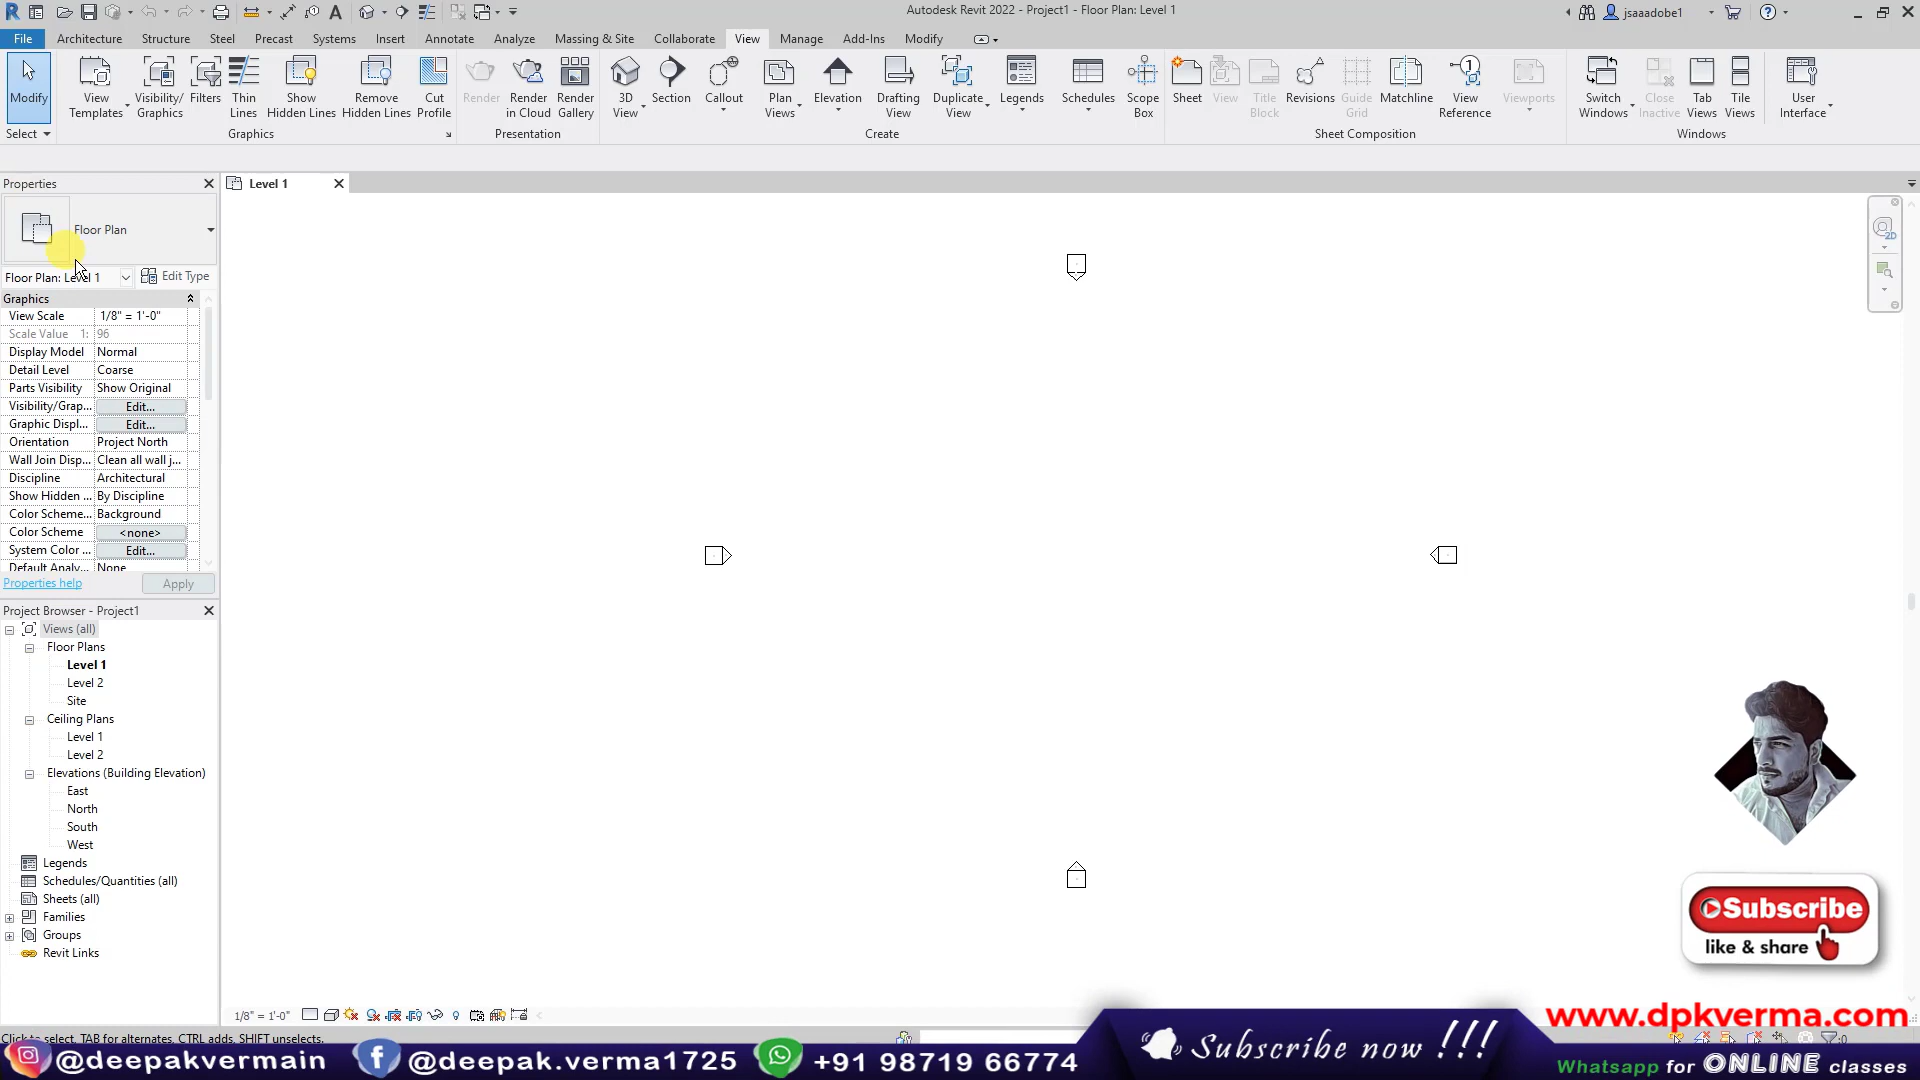 Autodesk Revit 2022 - Project1 - Floor Plan: Level 1
jsaaadobe1
File Architecture Structure Steel Precast Systems Insert Annotate Analyze Massing & Site Collaborate View Manage Add-Ins Modify
Modify
View Templates
Visibility/ Graphics
Filters
Thin Lines
Show Hidden Lines
Remove Hidden Lines
Cut Profile
Render
Render in Cloud
Render Gallery
3D View
Section
Callout
Plan Views
Elevation
Drafting View
Duplicate View
Legends
Schedules
Scope Box
Sheet
View
Title Block
Revisions
Guide Grid
Matchline
View Reference
Viewports
Switch Windows
Close Inactive
Tab Views
Tile Views
User Interface
Select Graphics Presentation Create Sheet Composition Windows
Properties
Level 1
Floor Plan
Floor Plan: Level 1
Edit Type
Graphics
View Scale 1/8" = 1'-0"
Scale Value 1: 96
Display Model Normal
Detail Level Coarse
Parts Visibility Show Original
Visibility/Grap... Edit...
Graphic Displ... Edit...
Orientation Project North
Wall Join Disp... Clean all wall j...
Discipline Architectural
Show Hidden ... By Discipline
Color Scheme... Background
Color Scheme <none>
System Color ... Edit...
Default Analy... None
Properties help
Apply
Project Browser - Project1
Views (all)
Floor Plans
Level 1
Level 2
Site
Ceiling Plans
Level 1
Level 2
Elevations (Building Elevation)
East
North
South
West
Legends
Schedules/Quantities (all)
Sheets (all)
Families
Groups
Revit Links
2D
Subscribe
like & share
1/8" = 1'-0"
Click to select, TAB for alternates, CTRL adds, SHIFT unselects.
:0
www.dpkverma.com
@deepakvermain
@deepak.verma1725
+91 98719 66774
Subscribe now !!!
Whatsapp for ONLINE classes